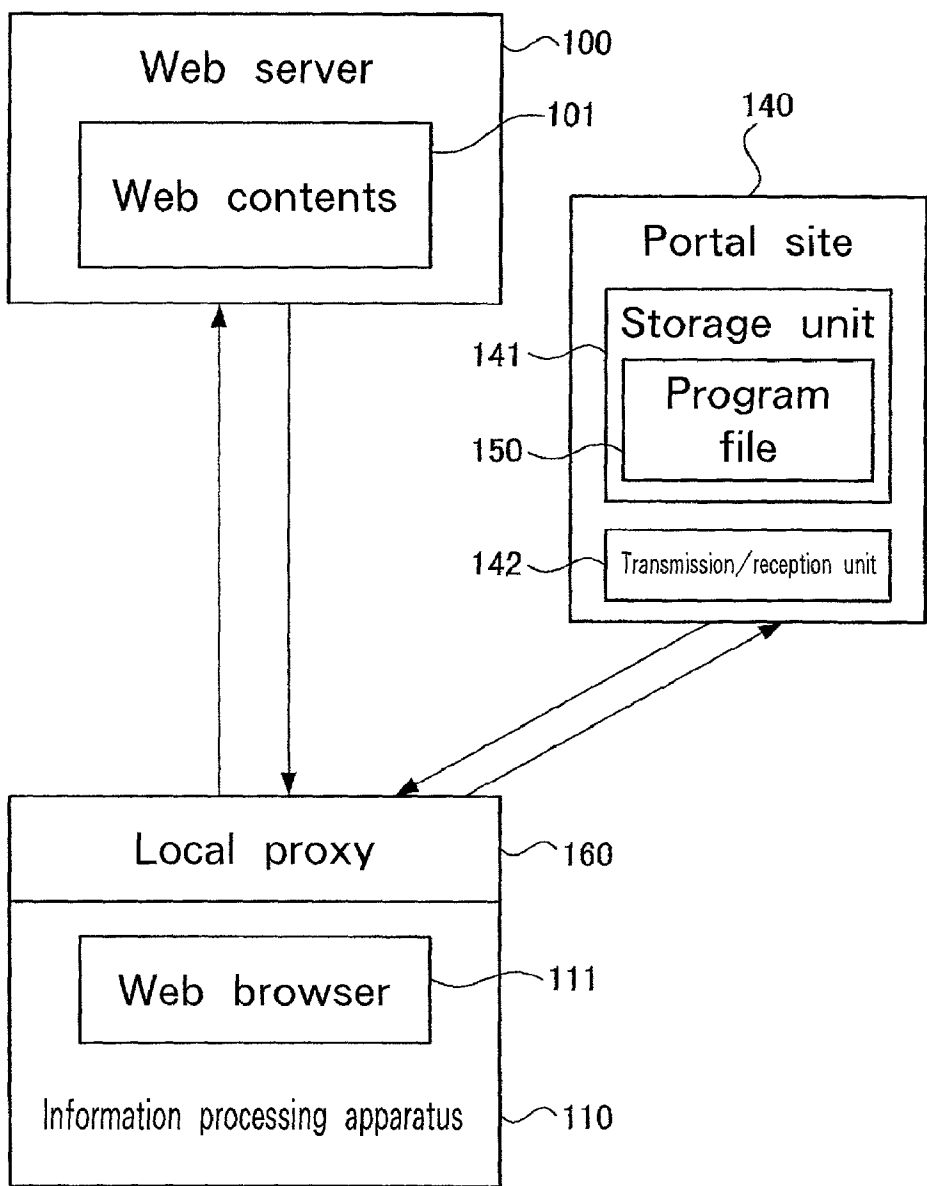 Web server
100
Web contents
101
140
Portal site
Storage unit
141
Program
file
150
Transmission/reception unit
142
Local proxy
160
Web browser
111
Information processing apparatus
110